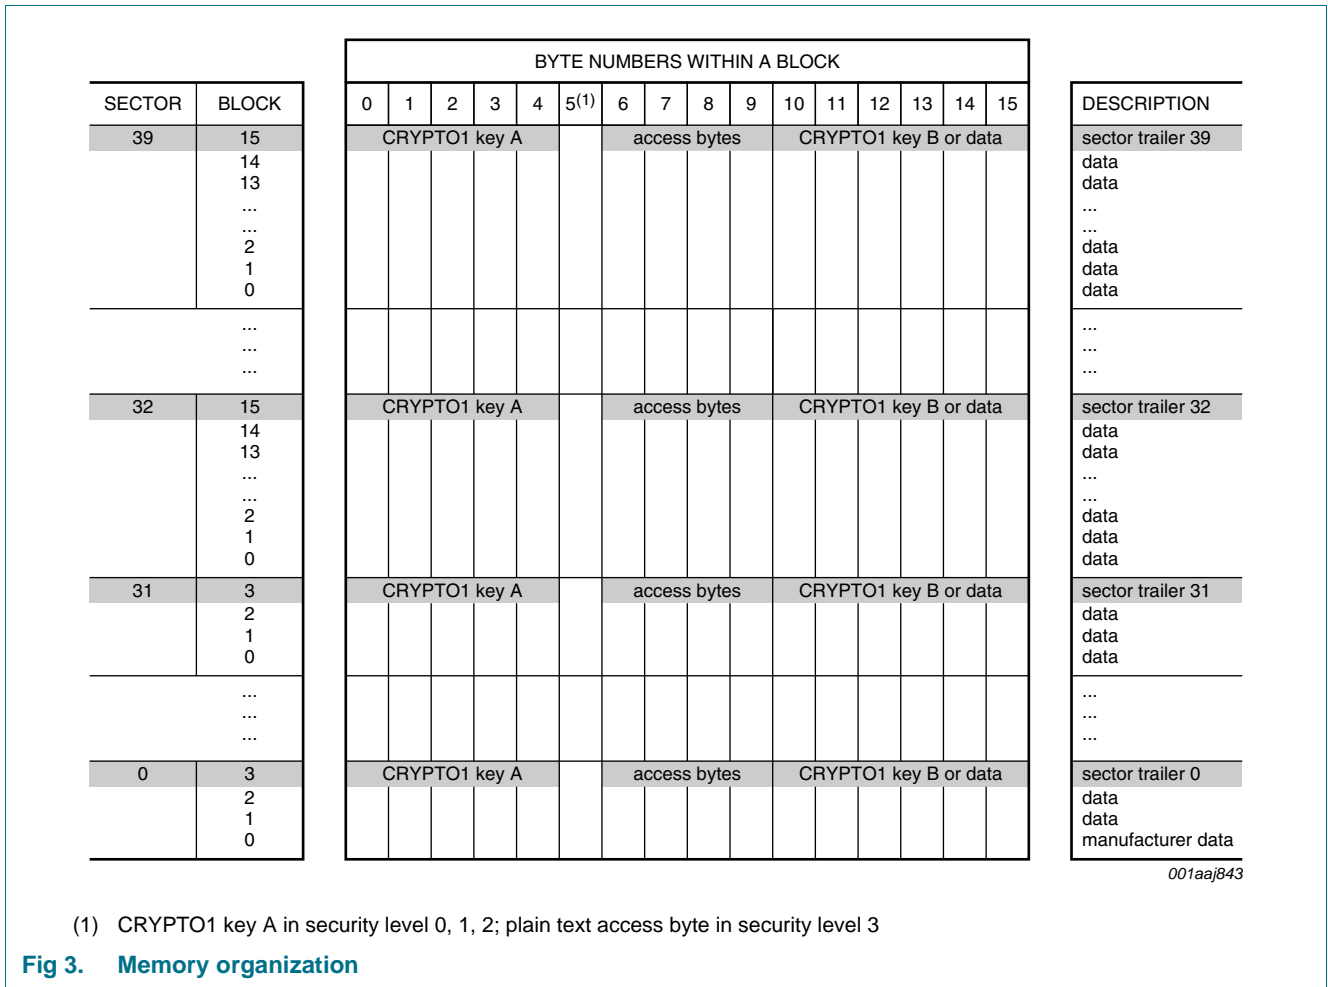 BYTE NUMBERS WITHIN A BLOCK
SECTOR BLOCK 0 1 2 3 4 5(1) 6 7 8 9 10 11 12 13 14 15 DESCRIPTION
39 15 CRYPTO1 key A access bytes CRYPTO1 key B or data sector trailer 39
14 data
13 data
... ...
... ...
2 data
1 data
0 data
... ...
... ...
... ...
32 15 CRYPTO1 key A access bytes CRYPTO1 key B or data sector trailer 32
14 data
13 data
... ...
... ...
2 data
1 data
0 data
31 3 CRYPTO1 key A access bytes CRYPTO1 key B or data sector trailer 31
2 data
1 data
0 data
... ...
... ...
... ...
0 3 CRYPTO1 key A access bytes CRYPTO1 key B or data sector trailer 0
2 data
1 data
0 manufacturer data
001aaj843
(1) CRYPTO1 key A in security level 0, 1, 2; plain text access byte in security level 3
Fig 3. Memory organization